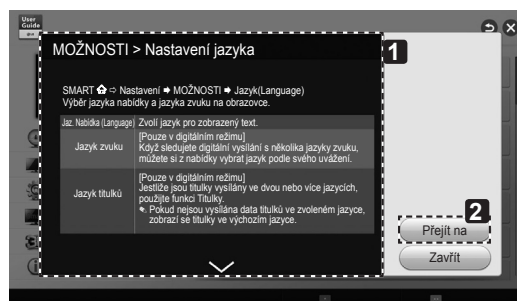 User
Guide
MOŽNOSTI > Nastavení jazyka
1
SMART ⇨ Nastavení ➡ MOŽNOSTI ➡ Jazyk(Language)
Výběr jazyka nabídky a jazyka zvuku na obrazovce.
Jaz. Nabídka (Language) Zvolí jazyk pro zobrazený text.
[Pouze v digitálním režimu]
Jazyk zvuku Když sledujete digitální vysílání s několika jazyky zvuku,
můžete si z nabídky vybrat jazyk podle svého uvážení.
[Pouze v digitálním režimu]
Jestliže jsou titulky vysílány ve dvou nebo více jazycích,
Jazyk titulků použijte funkci Titulky.
Pokud nejsou vysílána data titulků ve zvoleném jazyce,
zobrazí se titulky ve výchozím jazyce.
2
Přejít na
Zavřít